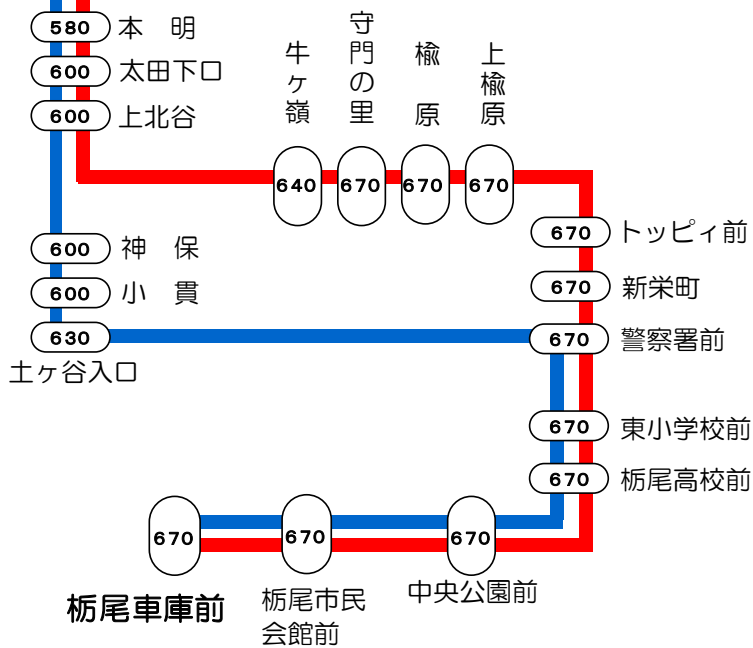 580 本 明
600 太田下口
600 上北谷
牛ヶ嶺
守門の里
楡 原
上楡原
640 670 670 670
670 トッピィ前
600 神 保
670 新栄町
600 小 貫
630
土ヶ谷入口
670 警察署前
670 東小学校前
670 栃尾高校前
670 670 670
栃尾車庫前
栃尾市民
会館前
中央公園前